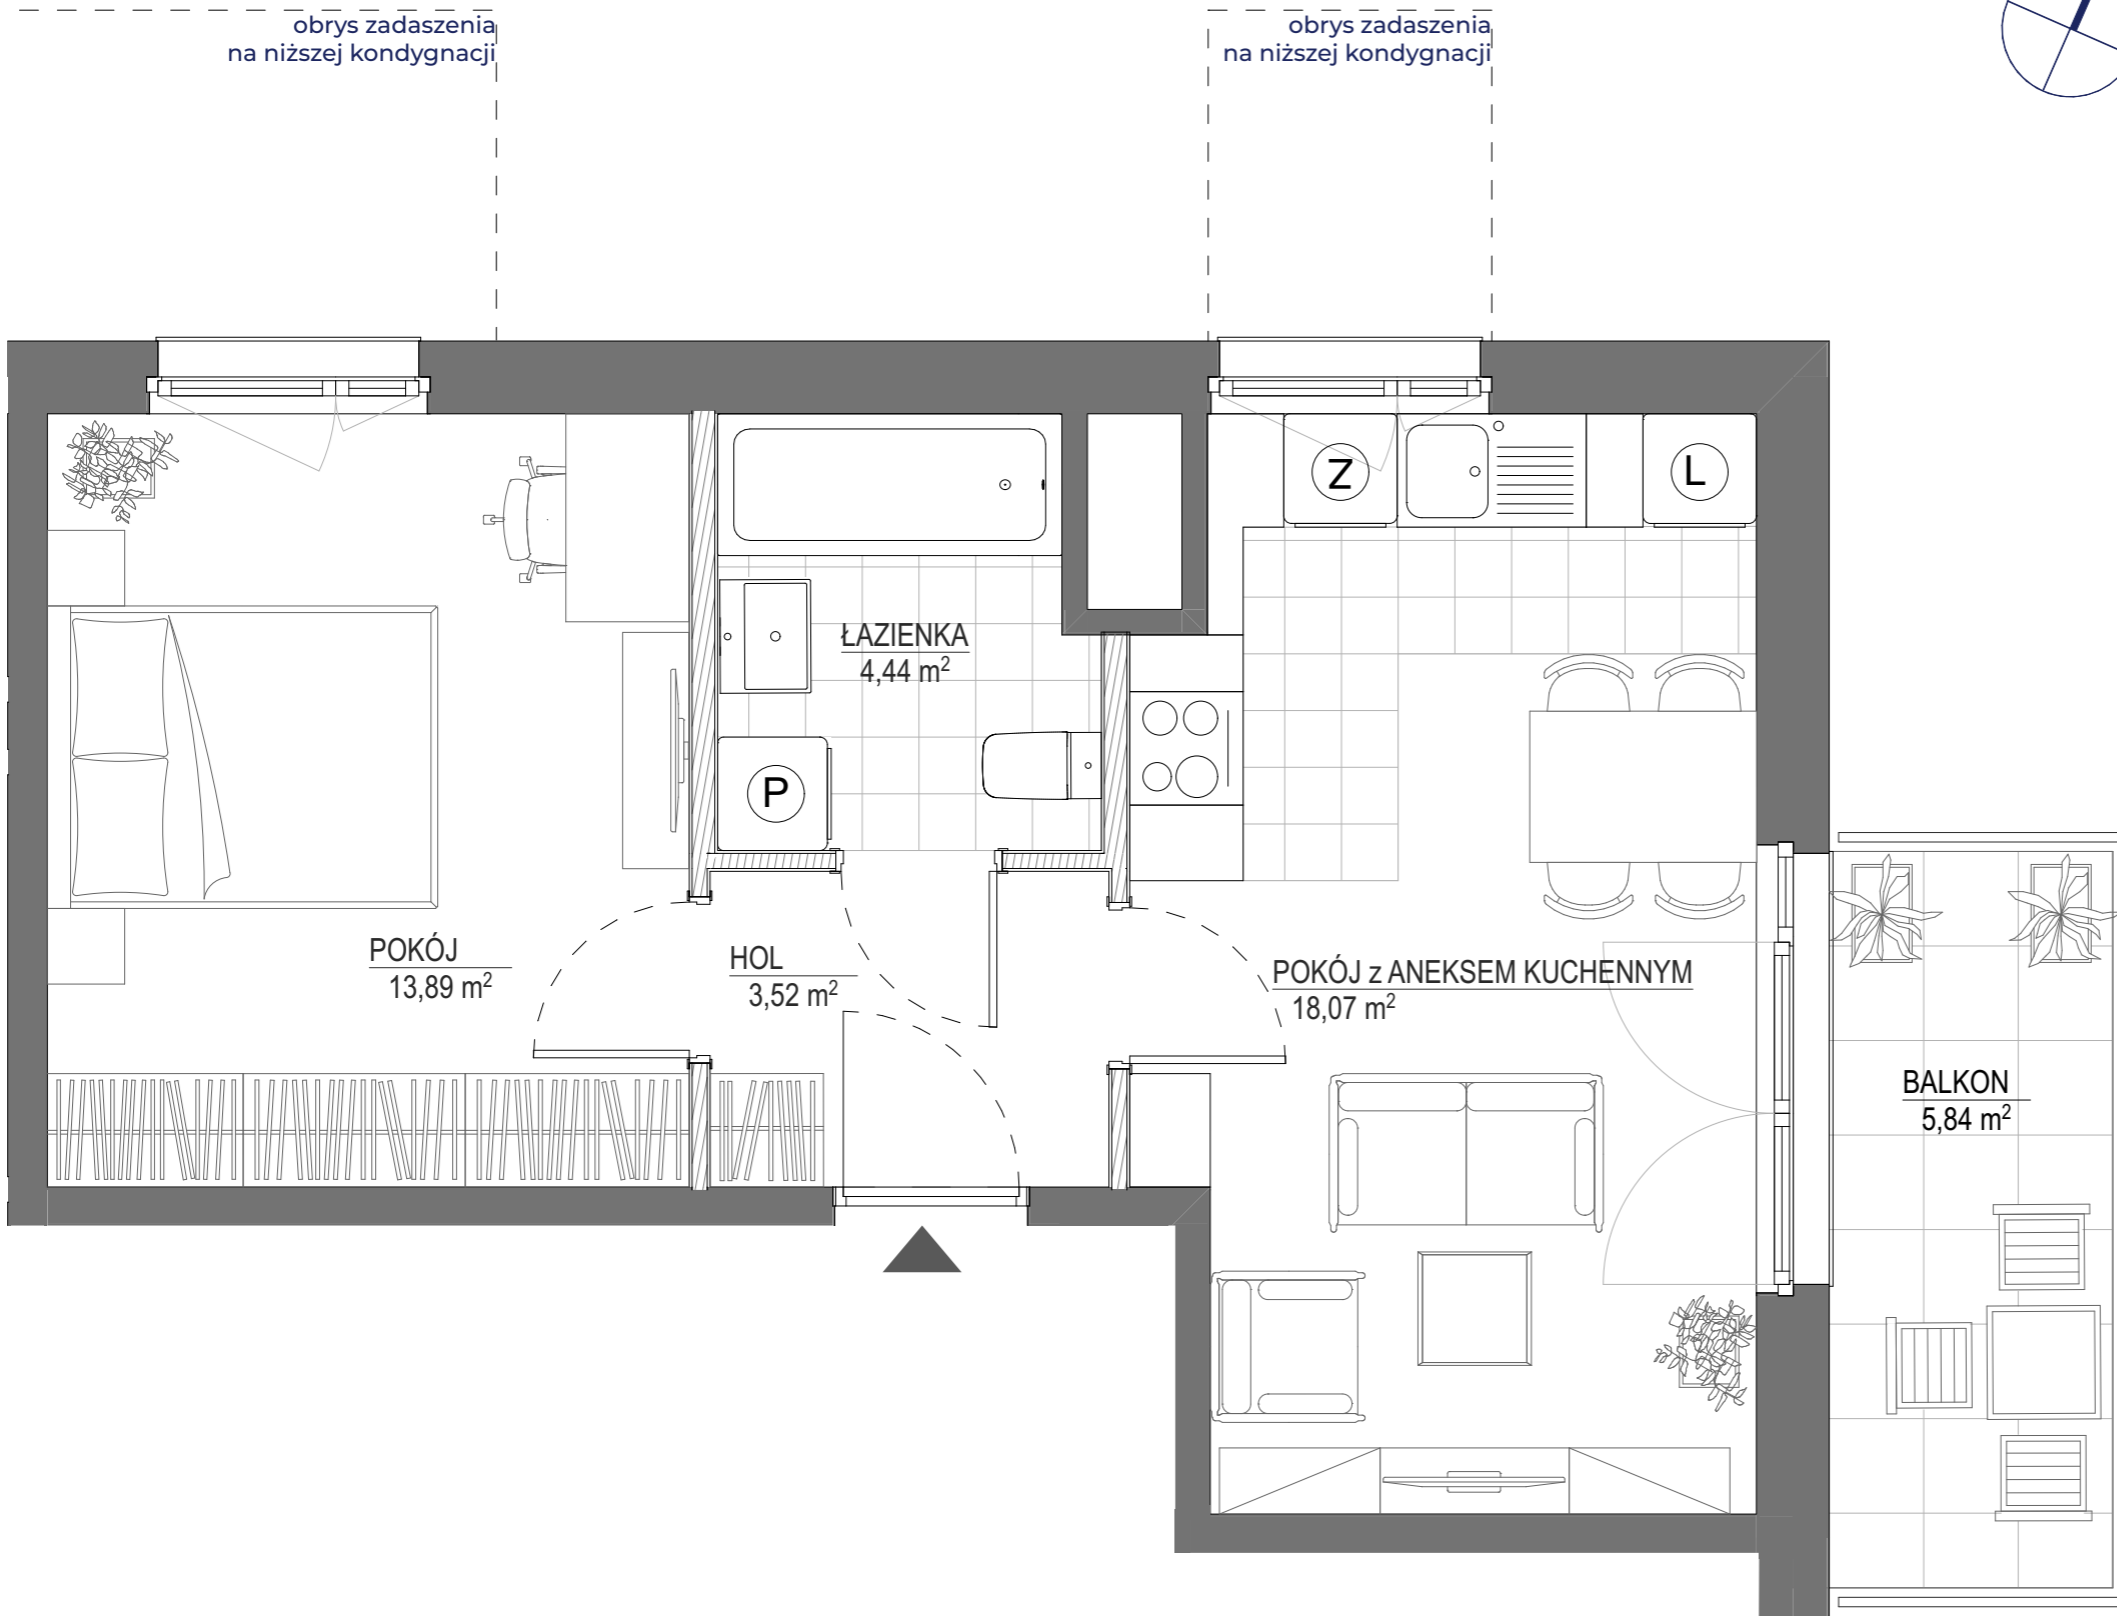 obrys zadaszenia
na niższej kondygnacji
obrys zadaszenia
na niższej kondygnacji
Z
L
ŁAZIENKA
4,44 m²
P
POKÓJ
13,89 m²
HOL
3,52 m²
POKÓJ z ANEKSEM KUCHENNYM
18,07 m²
BALKON
5,84 m²